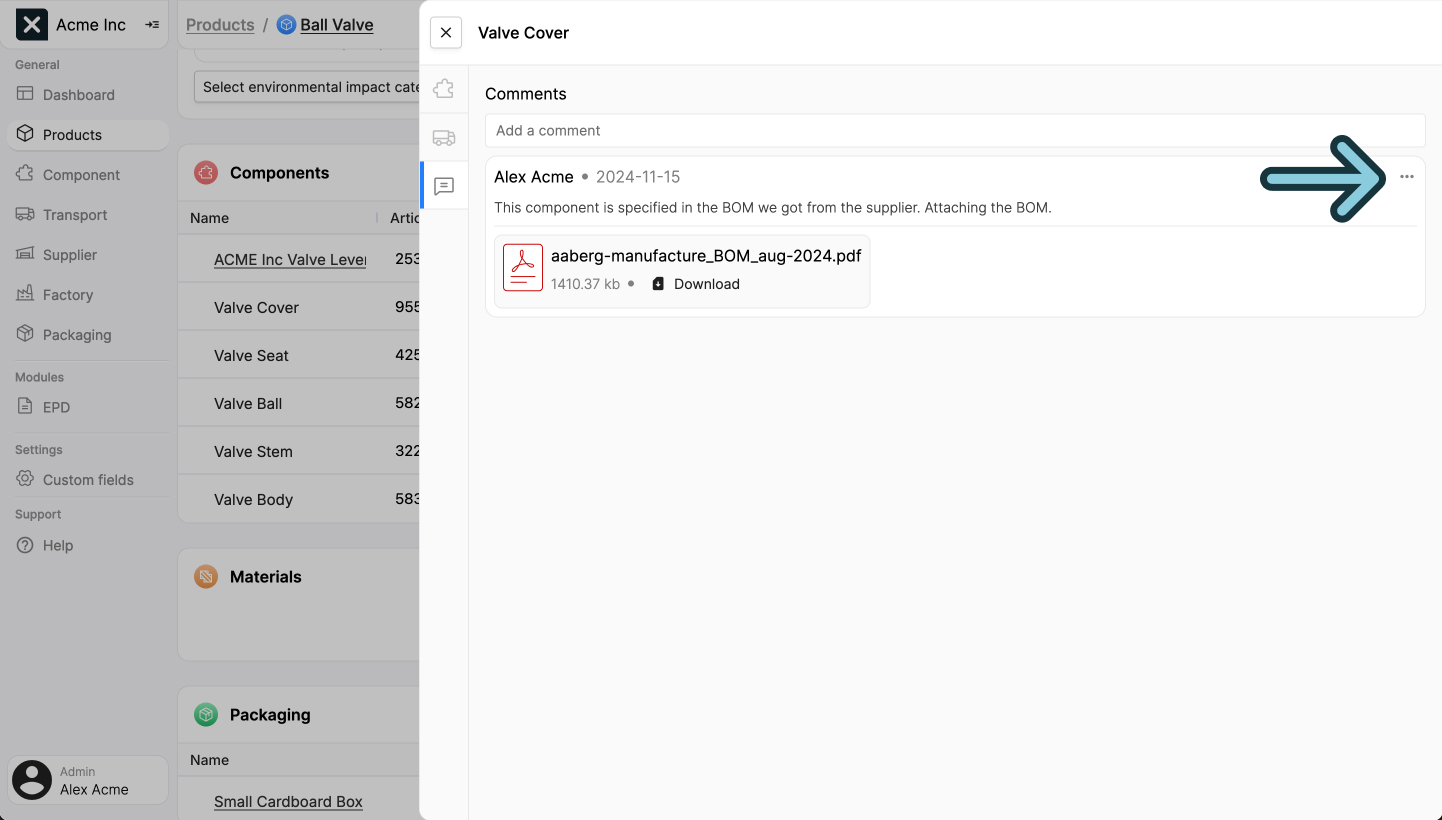 Acme Inc
General
Dashboard
Products
Component
Transport
Supplier
Factory
Packaging
Modules
EPD
Settings
Custom fields
Support
Help
Admin
Alex Acme
Products / Ball Valve
Select environmental impact cate
Components
Name Artic
ACME Inc Valve Lever 253
Valve Cover 955
Valve Seat 425
Valve Ball 582
Valve Stem 322
Valve Body 583
Materials
Packaging
Name
Small Cardboard Box
Valve Cover
Comments
Add a comment
Alex Acme • 2024-11-15
This component is specified in the BOM we got from the supplier. Attaching the BOM.
aaberg-manufacture_BOM_aug-2024.pdf
1410.37 kb • Download